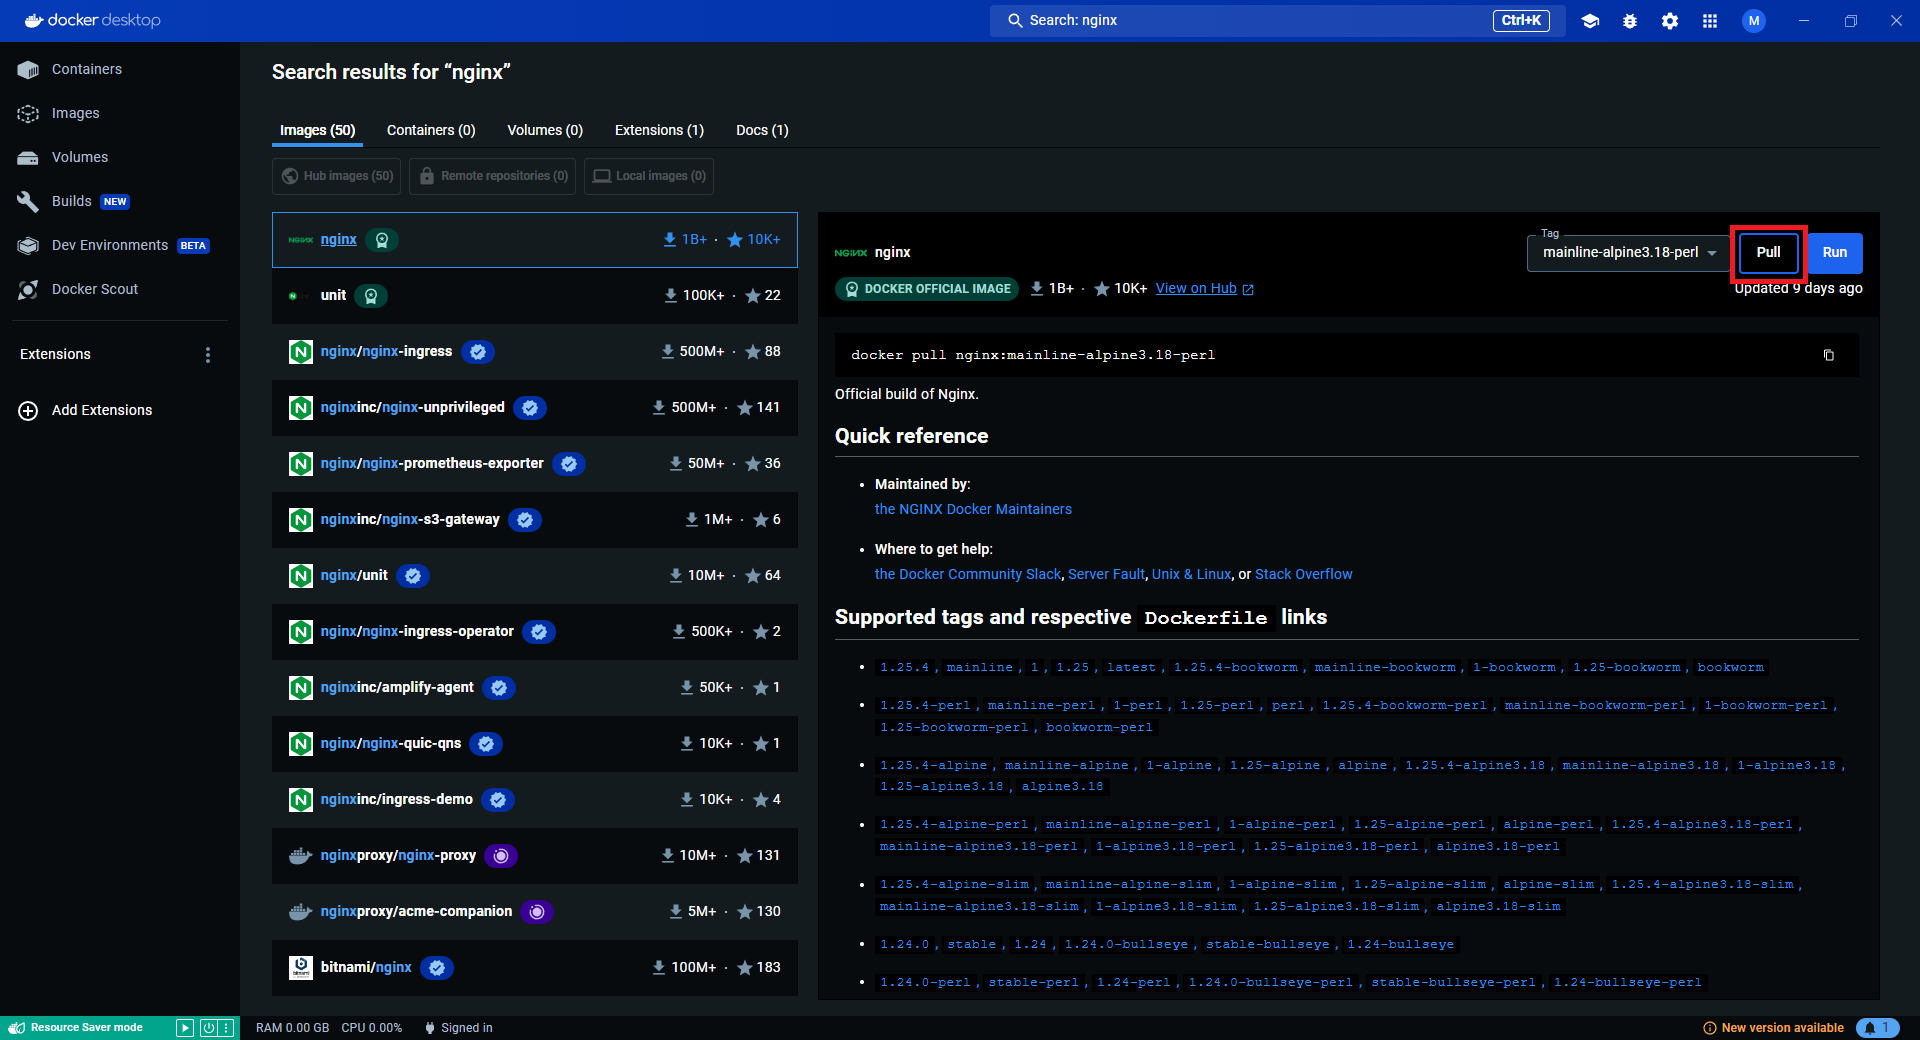 docker desktop
Search: nginx
Ctrl+K
M
Containers
Images
Volumes
Builds NEW
Dev Environments BETA
Docker Scout
Extensions
Add Extensions
Search results for “nginx”
Images (50) Containers (0) Volumes (0) Extensions (1) Docs (1)
Hub images (50) Remote repositories (0) Local images (0)
NGINX nginx 1B+ · 10K+
unit 100K+ · 22
nginx/nginx-ingress 500M+ · 88
nginxinc/nginx-unprivileged 500M+ · 141
nginx/nginx-prometheus-exporter 50M+ · 36
nginxinc/nginx-s3-gateway 1M+ · 6
nginx/unit 10M+ · 64
nginx/nginx-ingress-operator 500K+ · 2
nginxinc/amplify-agent 50K+ · 1
nginx/nginx-quic-qns 10K+ · 1
nginxinc/ingress-demo 10K+ · 4
nginxproxy/nginx-proxy 10M+ · 131
nginxproxy/acme-companion 5M+ · 130
bitnami/nginx 100M+ · 183
NGINX nginx
Tag
mainline-alpine3.18-perl
Pull
Run
DOCKER OFFICIAL IMAGE 1B+ · 10K+ View on Hub
Updated 9 days ago
docker pull nginx:mainline-alpine3.18-perl
Official build of Nginx.
Quick reference
• Maintained by:
the NGINX Docker Maintainers
• Where to get help:
the Docker Community Slack, Server Fault, Unix & Linux, or Stack Overflow
Supported tags and respective Dockerfile links
• 1.25.4, mainline, 1, 1.25, latest, 1.25.4-bookworm, mainline-bookworm, 1-bookworm, 1.25-bookworm, bookworm
• 1.25.4-perl, mainline-perl, 1-perl, 1.25-perl, perl, 1.25.4-bookworm-perl, mainline-bookworm-perl, 1-bookworm-perl,
1.25-bookworm-perl, bookworm-perl
• 1.25.4-alpine, mainline-alpine, 1-alpine, 1.25-alpine, alpine, 1.25.4-alpine3.18, mainline-alpine3.18, 1-alpine3.18,
1.25-alpine3.18, alpine3.18
• 1.25.4-alpine-perl, mainline-alpine-perl, 1-alpine-perl, 1.25-alpine-perl, alpine-perl, 1.25.4-alpine3.18-perl,
mainline-alpine3.18-perl, 1-alpine3.18-perl, 1.25-alpine3.18-perl, alpine3.18-perl
• 1.25.4-alpine-slim, mainline-alpine-slim, 1-alpine-slim, 1.25-alpine-slim, alpine-slim, 1.25.4-alpine3.18-slim,
mainline-alpine3.18-slim, 1-alpine3.18-slim, 1.25-alpine3.18-slim, alpine3.18-slim
• 1.24.0, stable, 1.24, 1.24.0-bullseye, stable-bullseye, 1.24-bullseye
• 1.24.0-perl, stable-perl, 1.24-perl, 1.24.0-bullseye-perl, stable-bullseye-perl, 1.24-bullseye-perl
Resource Saver mode
RAM 0.00 GB CPU 0.00% Signed in
New version available
1